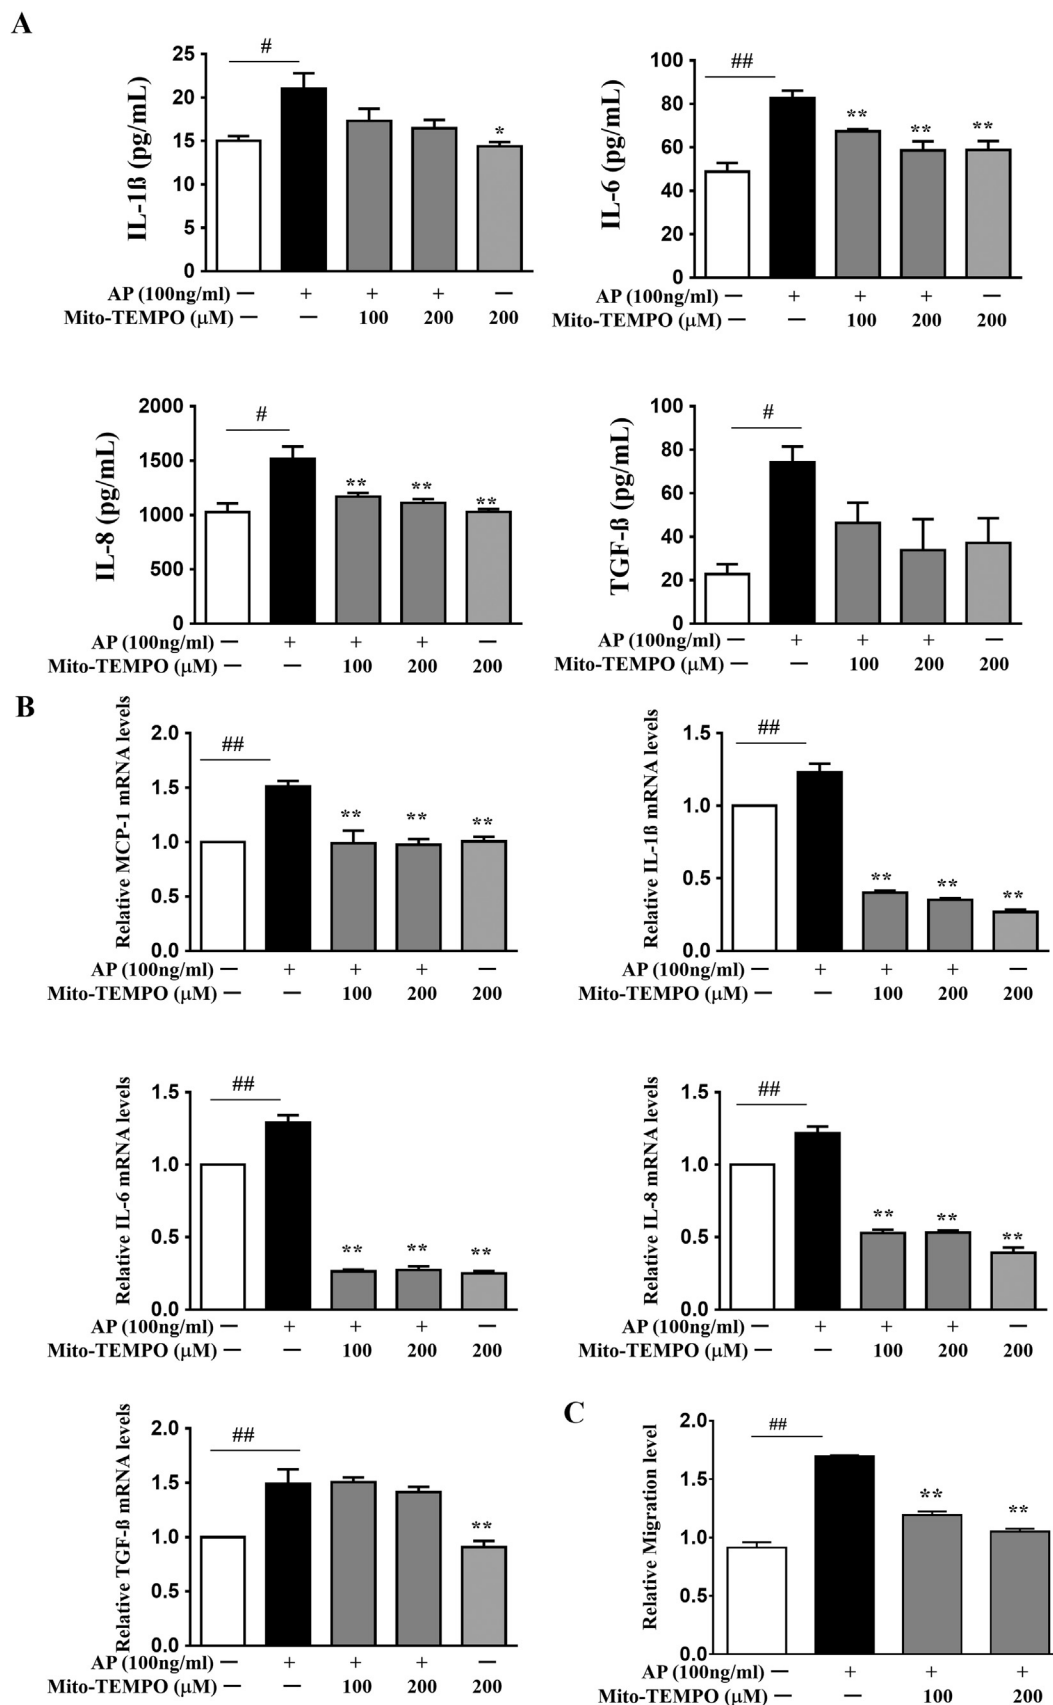 A
IL-1ß (pg/mL)
25
20
15
10
5
0
#
*
AP (100ng/ml) — + + + —
Mito-TEMPO (μM) — — 100 200 200
IL-6 (pg/mL)
100
80
60
40
20
0
##
** ** **
AP (100ng/ml) — + + + —
Mito-TEMPO (μM) — — 100 200 200
IL-8 (pg/mL)
2000
1500
1000
500
0
#
** ** **
AP (100ng/ml) — + + + —
Mito-TEMPO (μM) — — 100 200 200
TGF-ß (pg/mL)
100
80
60
40
20
0
#
AP (100ng/ml) — + + + —
Mito-TEMPO (μM) — — 100 200 200
B
Relative MCP-1 mRNA levels
2.0
1.5
1.0
0.5
0.0
##
** ** **
AP (100ng/ml) — + + + —
Mito-TEMPO (μM) — — 100 200 200
Relative IL-1ß mRNA levels
1.5
1.0
0.5
0.0
##
** ** **
AP (100ng/ml) — + + + —
Mito-TEMPO (μM) — — 100 200 200
Relative IL-6 mRNA levels
1.5
1.0
0.5
0.0
##
** ** **
AP (100ng/ml) — + + + —
Mito-TEMPO (μM) — — 100 200 200
Relative IL-8 mRNA levels
1.5
1.0
0.5
0.0
##
** ** **
AP (100ng/ml) — + + + —
Mito-TEMPO (μM) — — 100 200 200
Relative TGF-ß mRNA levels
2.0
1.5
1.0
0.5
0.0
##
**
AP (100ng/ml) — + + + —
Mito-TEMPO (μM) — — 100 200 200
C
Relative Migration level
2.0
1.5
1.0
0.5
0.0
##
** **
AP (100ng/ml) — + + +
Mito-TEMPO (μM) — — 100 200